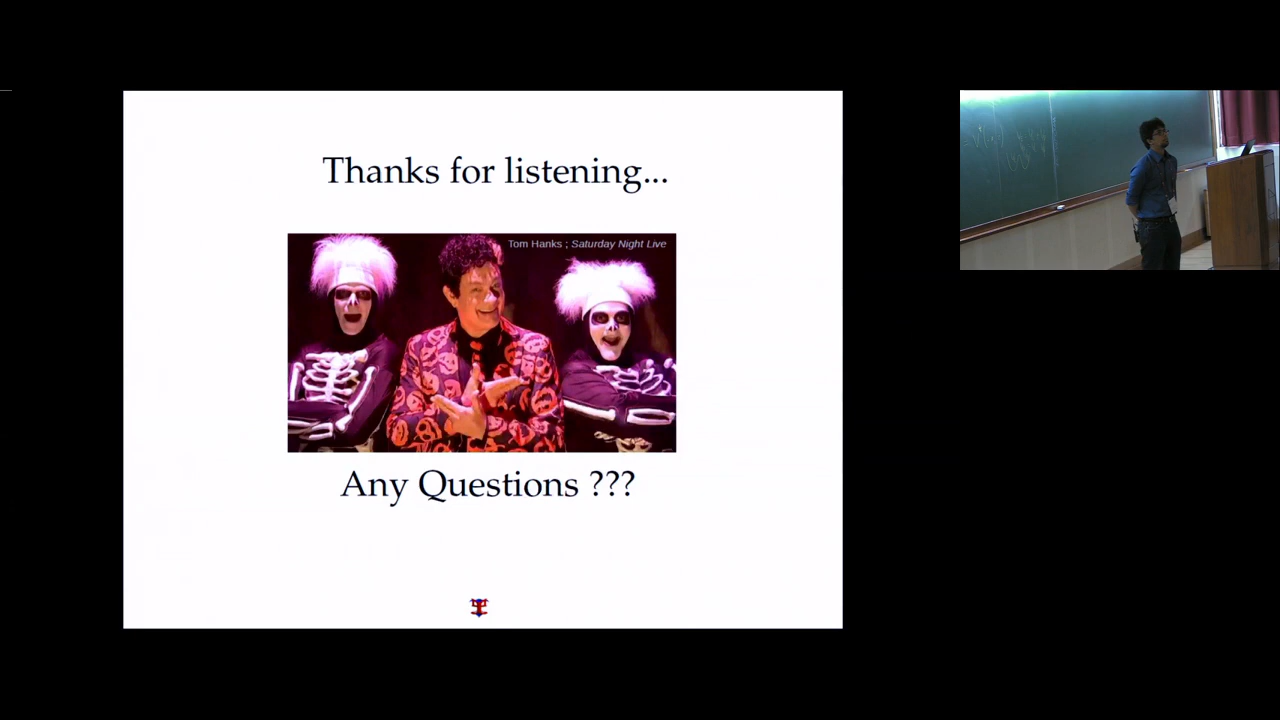 Thanks for listening...
Tom Hanks ; Saturday Night Live
Any Questions ???